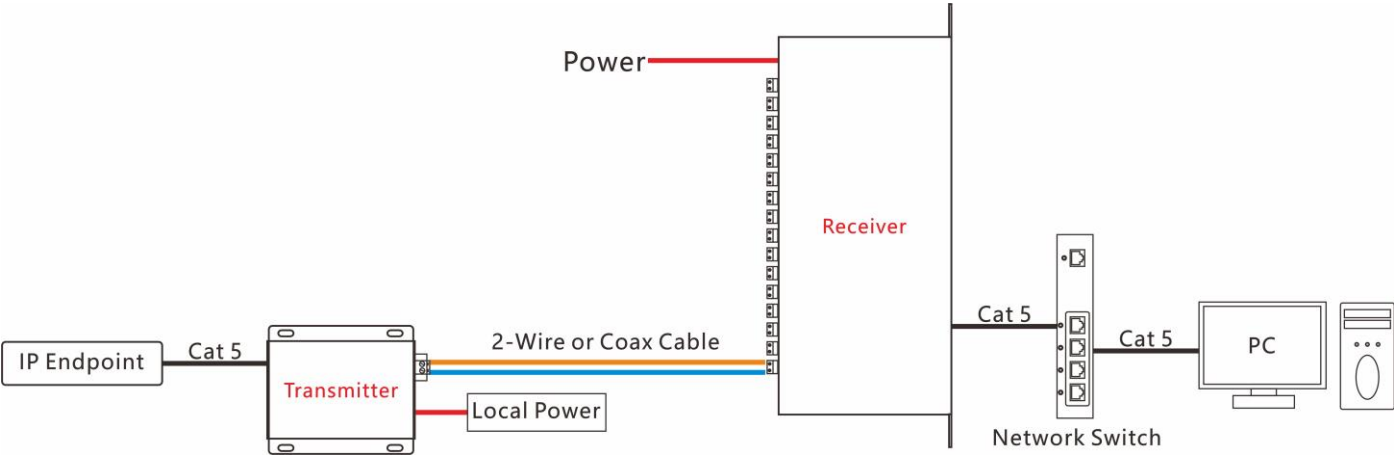 Power
Receiver
Cat 5
Cat 5
PC
Network Switch
IP Endpoint
Cat 5
Transmitter
2-Wire or Coax Cable
Local Power